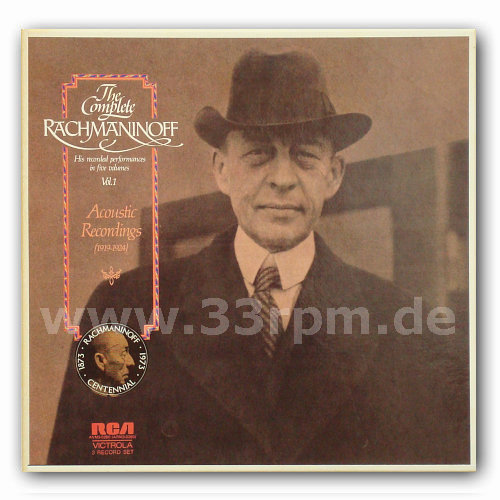 The
Complete
RACHMANINOFF
His recorded performances
in five volumes
Vol. 1
Acoustic
Recordings
(1919-1924)
www.33rpm.de
1873 · RACHMANINOFF · 1973
CENTENNIAL
RCA
VICTROLA
3 RECORD SET